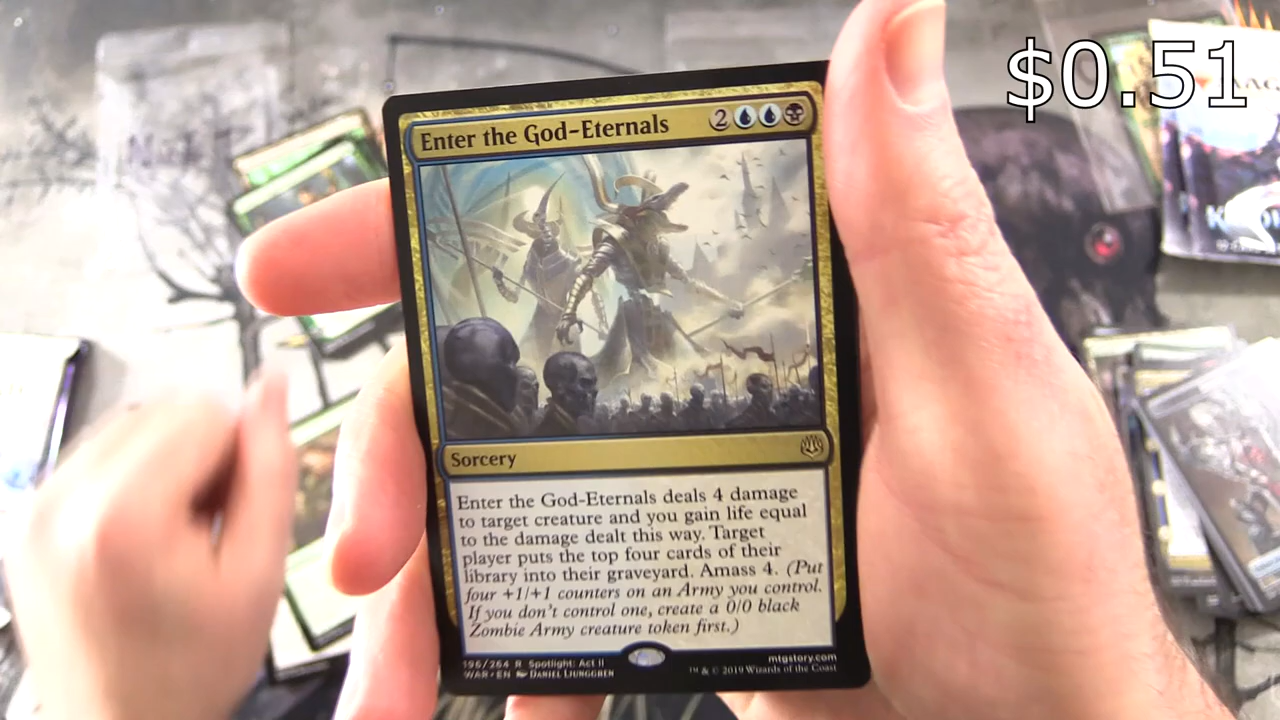 $0.51
Enter the God-Eternals 2
Sorcery
Enter the God-Eternals deals 4 damage
to target creature and you gain life equal
to the damage dealt this way. Target
player puts the top four cards of their
library into their graveyard. Amass 4. (Put
four +1/+1 counters on an Army you control.
If you don't control one, create a 0/0 black
Zombie Army creature token first.)
196/264 R Spotlight: Act II
WAR • EN Daniel Ljunggren
mtgstory.com
™ & © 2019 Wizards of the Coast